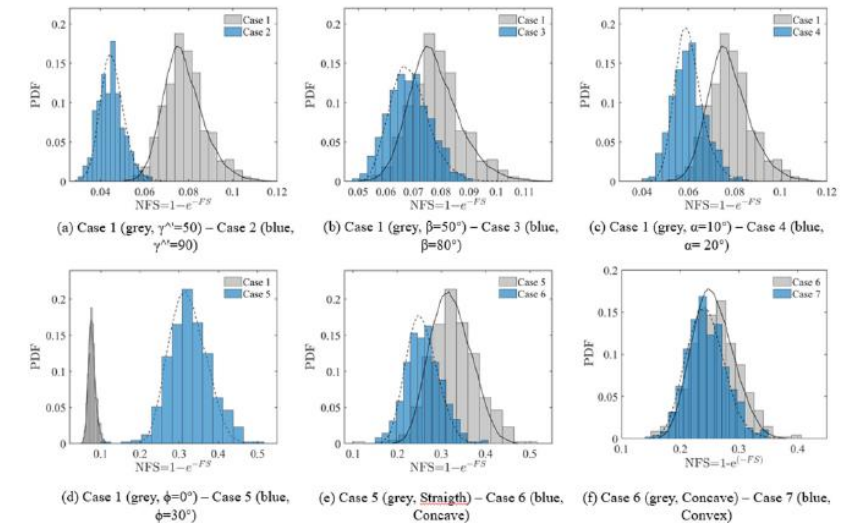 0.2
0.15
0.1
0.05
0
PDF
Case 1
Case 2
0.04 0.06 0.08 0.1 0.12
NFS=1−e^-FS
0.2
0.15
0.1
0.05
0
PDF
Case 1
Case 3
0.05 0.06 0.07 0.08 0.09 0.1 0.11
NFS=1−e^-FS
0.2
0.15
0.1
0.05
0
PDF
Case 1
Case 4
0.04 0.06 0.08 0.1 0.12
NFS=1−e^-FS
(a) Case 1 (grey, γ^''=50) – Case 2 (blue,
γ^''=90)
(b) Case 1 (grey, β=50°) – Case 3 (blue,
β=80°)
(c) Case 1 (grey, α=10°) – Case 4 (blue,
α= 20°)
0.2
0.15
0.1
0.05
0
PDF
Case 1
Case 5
0.1 0.2 0.3 0.4 0.5
NFS=1−e^-FS
0.2
0.15
0.1
0.05
0
PDF
Case 5
Case 6
0.1 0.2 0.3 0.4 0.5
NFS=1−e^-FS
0.2
0.15
0.1
0.05
0
PDF
Case 6
Case 7
0.1 0.2 0.3 0.4
NFS=1-e^(-FS)
(d) Case 1 (grey, ϕ=0°) – Case 5 (blue,
ϕ=30°)
(e) Case 5 (grey, Straigth) – Case 6 (blue,
Concave)
(f) Case 6 (grey, Concave) – Case 7 (blue,
Convex)